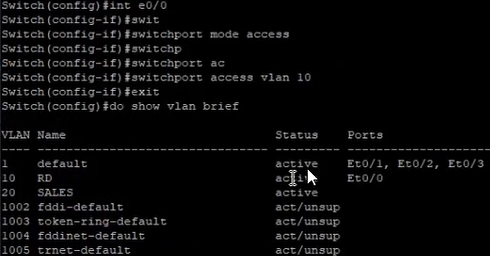 Switch(config)#int e0/0
Switch(config-if)#swit
Switch(config-if)#switchport mode access
Switch(config-if)#switchp
Switch(config-if)#switchport ac
Switch(config-if)#switchport access vlan 10
Switch(config-if)#exit
Switch(config)#do show vlan brief
VLAN Name Status Ports
---- -------------------------------- --------- -------------------------------
1 default active Et0/1, Et0/2, Et0/3
10 RD active Et0/0
20 SALES active
1002 fddi-default act/unsup
1003 token-ring-default act/unsup
1004 fddinet-default act/unsup
1005 trnet-default act/unsup